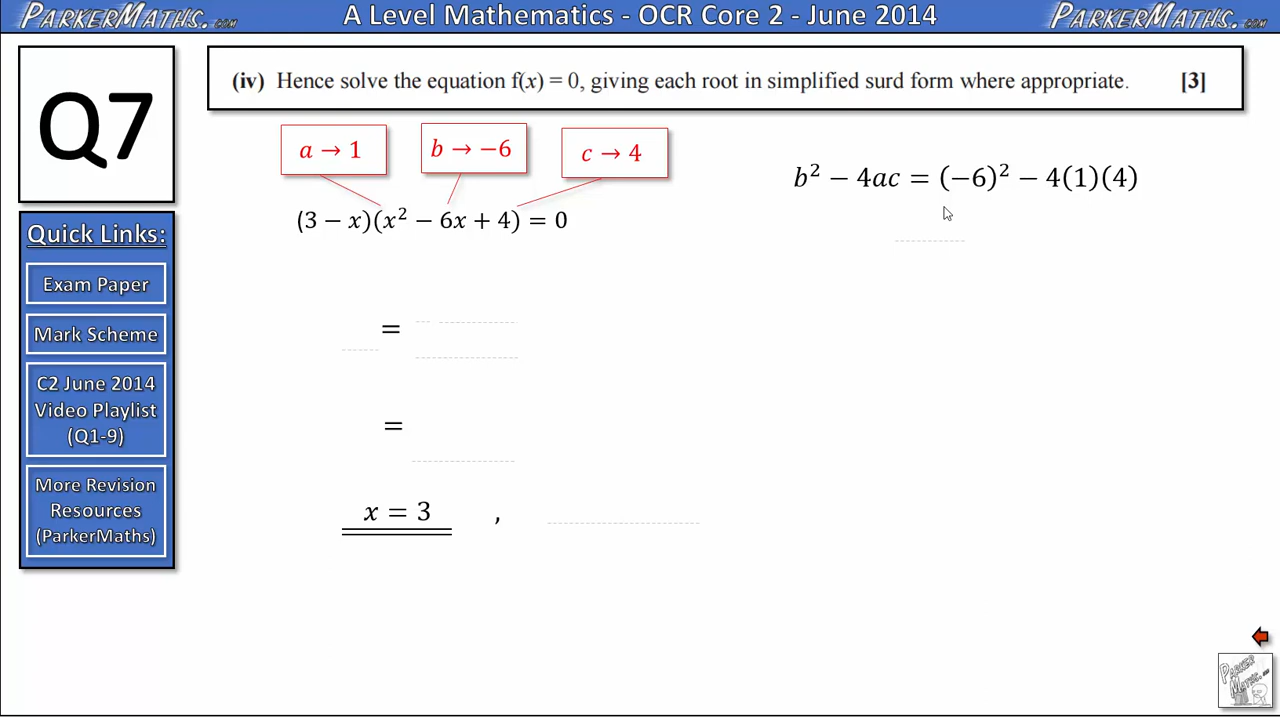 PARKERMATHS.COM
A Level Mathematics - OCR Core 2 - June 2014
PARKERMATHS.COM
Q7
(iv) Hence solve the equation f(x) = 0, giving each root in simplified surd form where appropriate. [3]
a → 1
b → −6
c → 4
(3 − x)(x² − 6x + 4) = 0
b² − 4ac = (−6)² − 4(1)(4)
=
=
x = 3 ,
Quick Links:
Exam Paper
Mark Scheme
C2 June 2014
Video Playlist
(Q1-9)
More Revision
Resources
(ParkerMaths)
PARKER
MATHS.COM